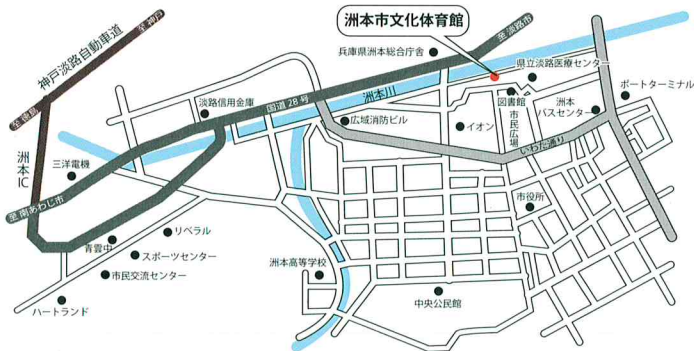 至 神戸
神戸淡路自動車道
至 徳島
洲本IC
洲本市文化体育館
至 淡路市
兵庫県洲本総合庁舎
県立淡路医療センター
洲本川
国道28号
淡路信用金庫
広域消防ビル
図書館
市民広場
イオン
洲本
バスセンター
ポートターミナル
いわた通り
三洋電機
至 南あわじ市
市役所
リベラル
青雲中
スポーツセンター
市民交流センター
ハートランド
洲本高等学校
中央公民館